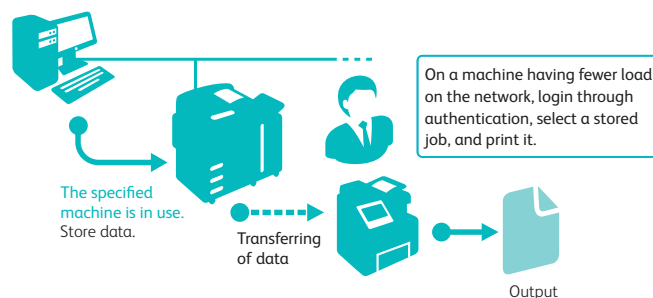 On a machine having fewer load
on the network, login through
authentication, select a stored
job, and print it.
The specified
machine is in use.
Store data.
Transferring
of data
Output